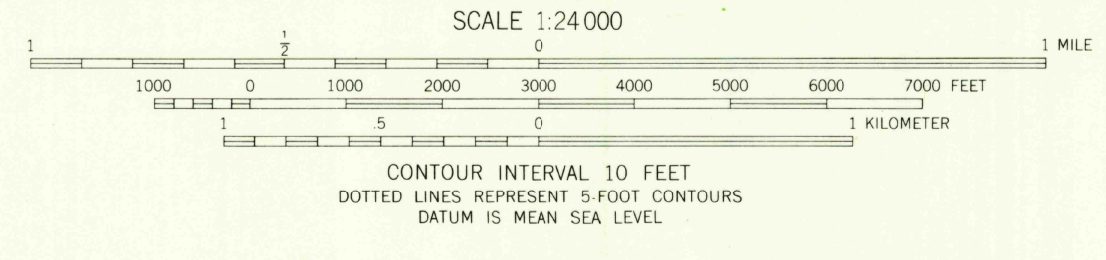 SCALE 1:24 000
1 ½ 0 1 MILE
1000 0 1000 2000 3000 4000 5000 6000 7000 FEET
1 .5 0 1 KILOMETER
CONTOUR INTERVAL 10 FEET
DOTTED LINES REPRESENT 5-FOOT CONTOURS
DATUM IS MEAN SEA LEVEL